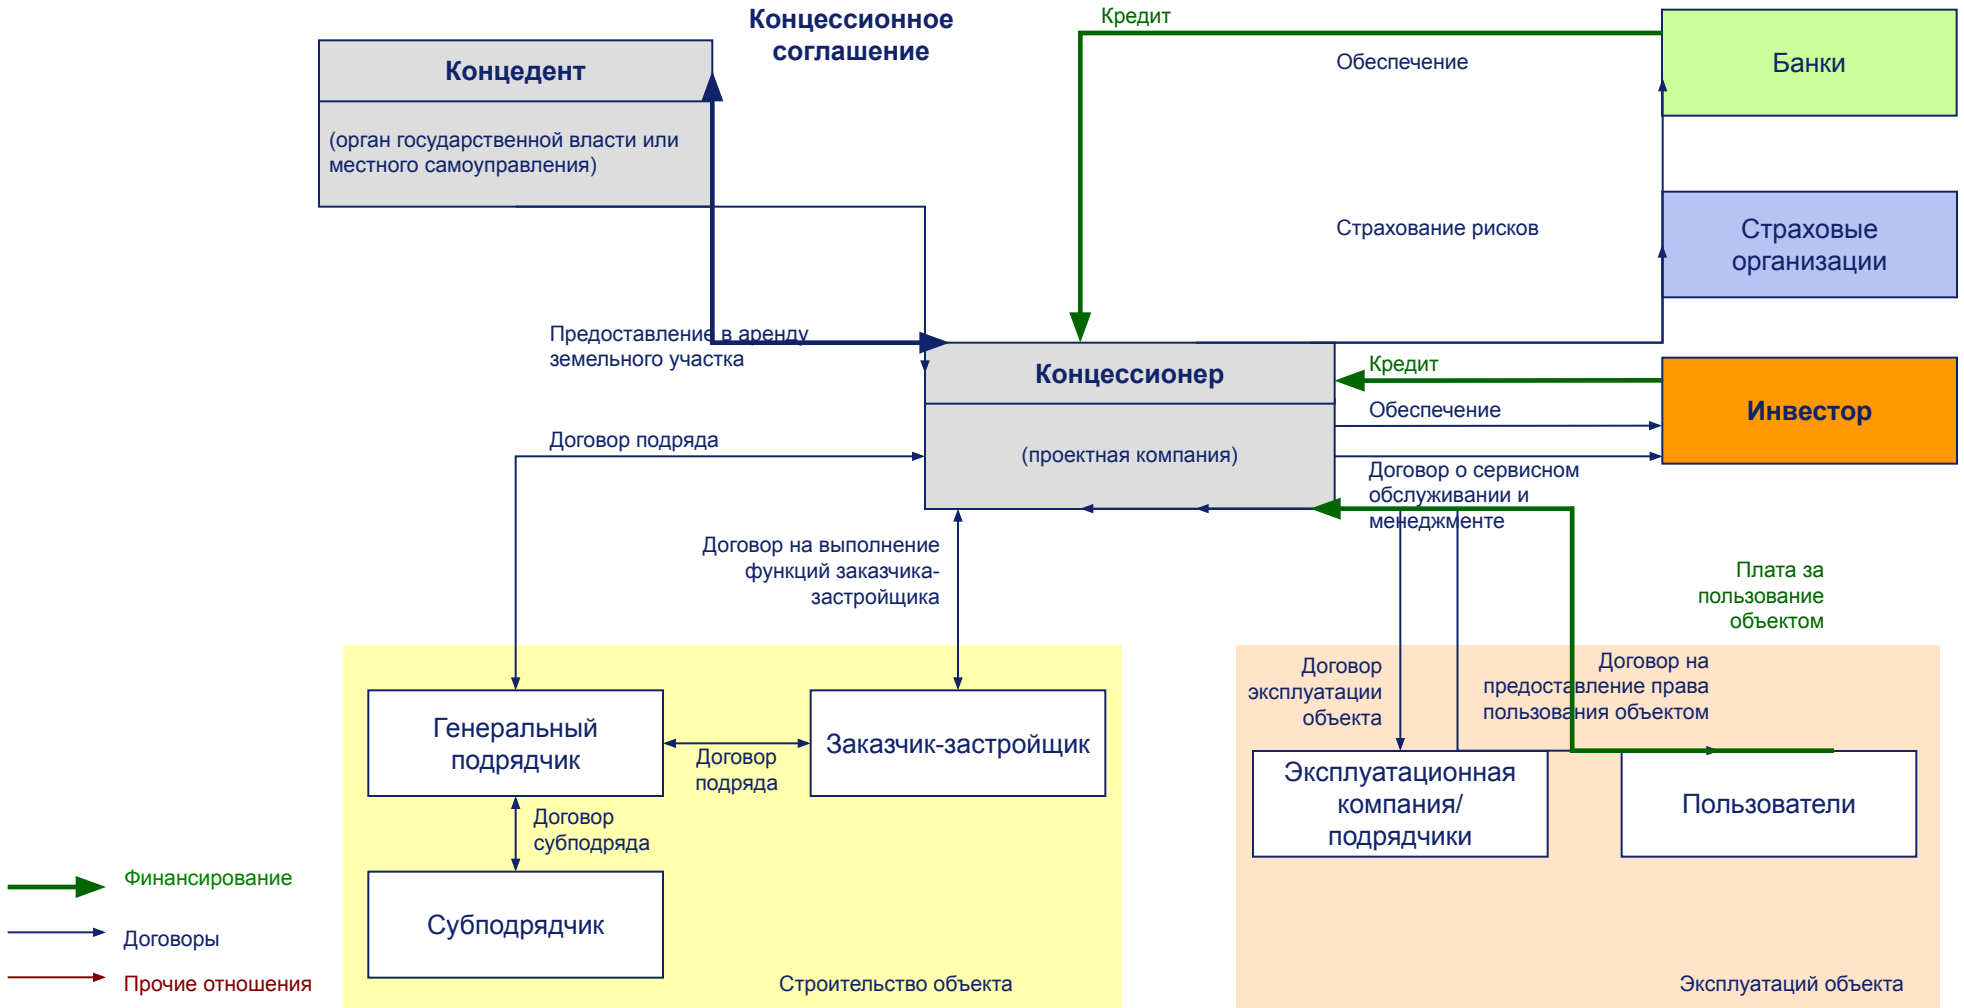 Концессионное
соглашение
Кредит
Концедент
Обеспечение
Банки
(орган государственной власти или
местного самоуправления)
Страхование рисков
Страховые
организации
Предоставление в аренду
земельного участка
Концессионер
Кредит
Обеспечение
Инвестор
Договор подряда
(проектная компания)
Договор о сервисном
обслуживании и
менеджменте
Договор на выполнение
функций заказчика-
застройщика
Плата за
пользование
объектом
Договор
эксплуатации
объекта
Договор на
предоставление права
пользования объектом
Генеральный
подрядчик
Договор
подряда
Заказчик-застройщик
Эксплуатационная
компания/
подрядчики
Пользователи
Договор
субподряда
Субподрядчик
Финансирование
Договоры
Прочие отношения
Строительство объекта
Эксплуатаций объекта